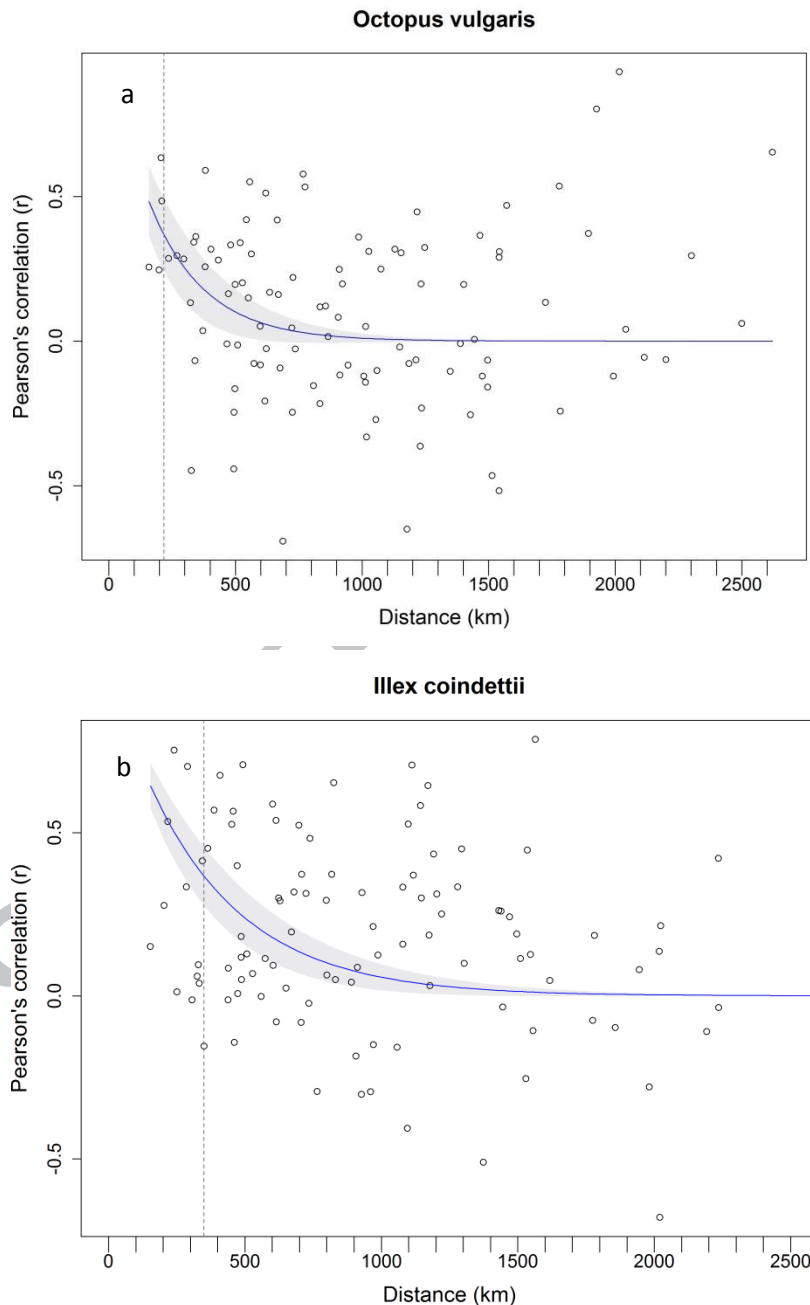 Octopus vulgaris
a
Pearson's correlation (r)
0.5
0.0
-0.5
0 500 1000 1500 2000 2500
Distance (km)
Illex coindettii
b
Pearson's correlation (r)
0.5
0.0
-0.5
0 500 1000 1500 2000 2500
Distance (km)